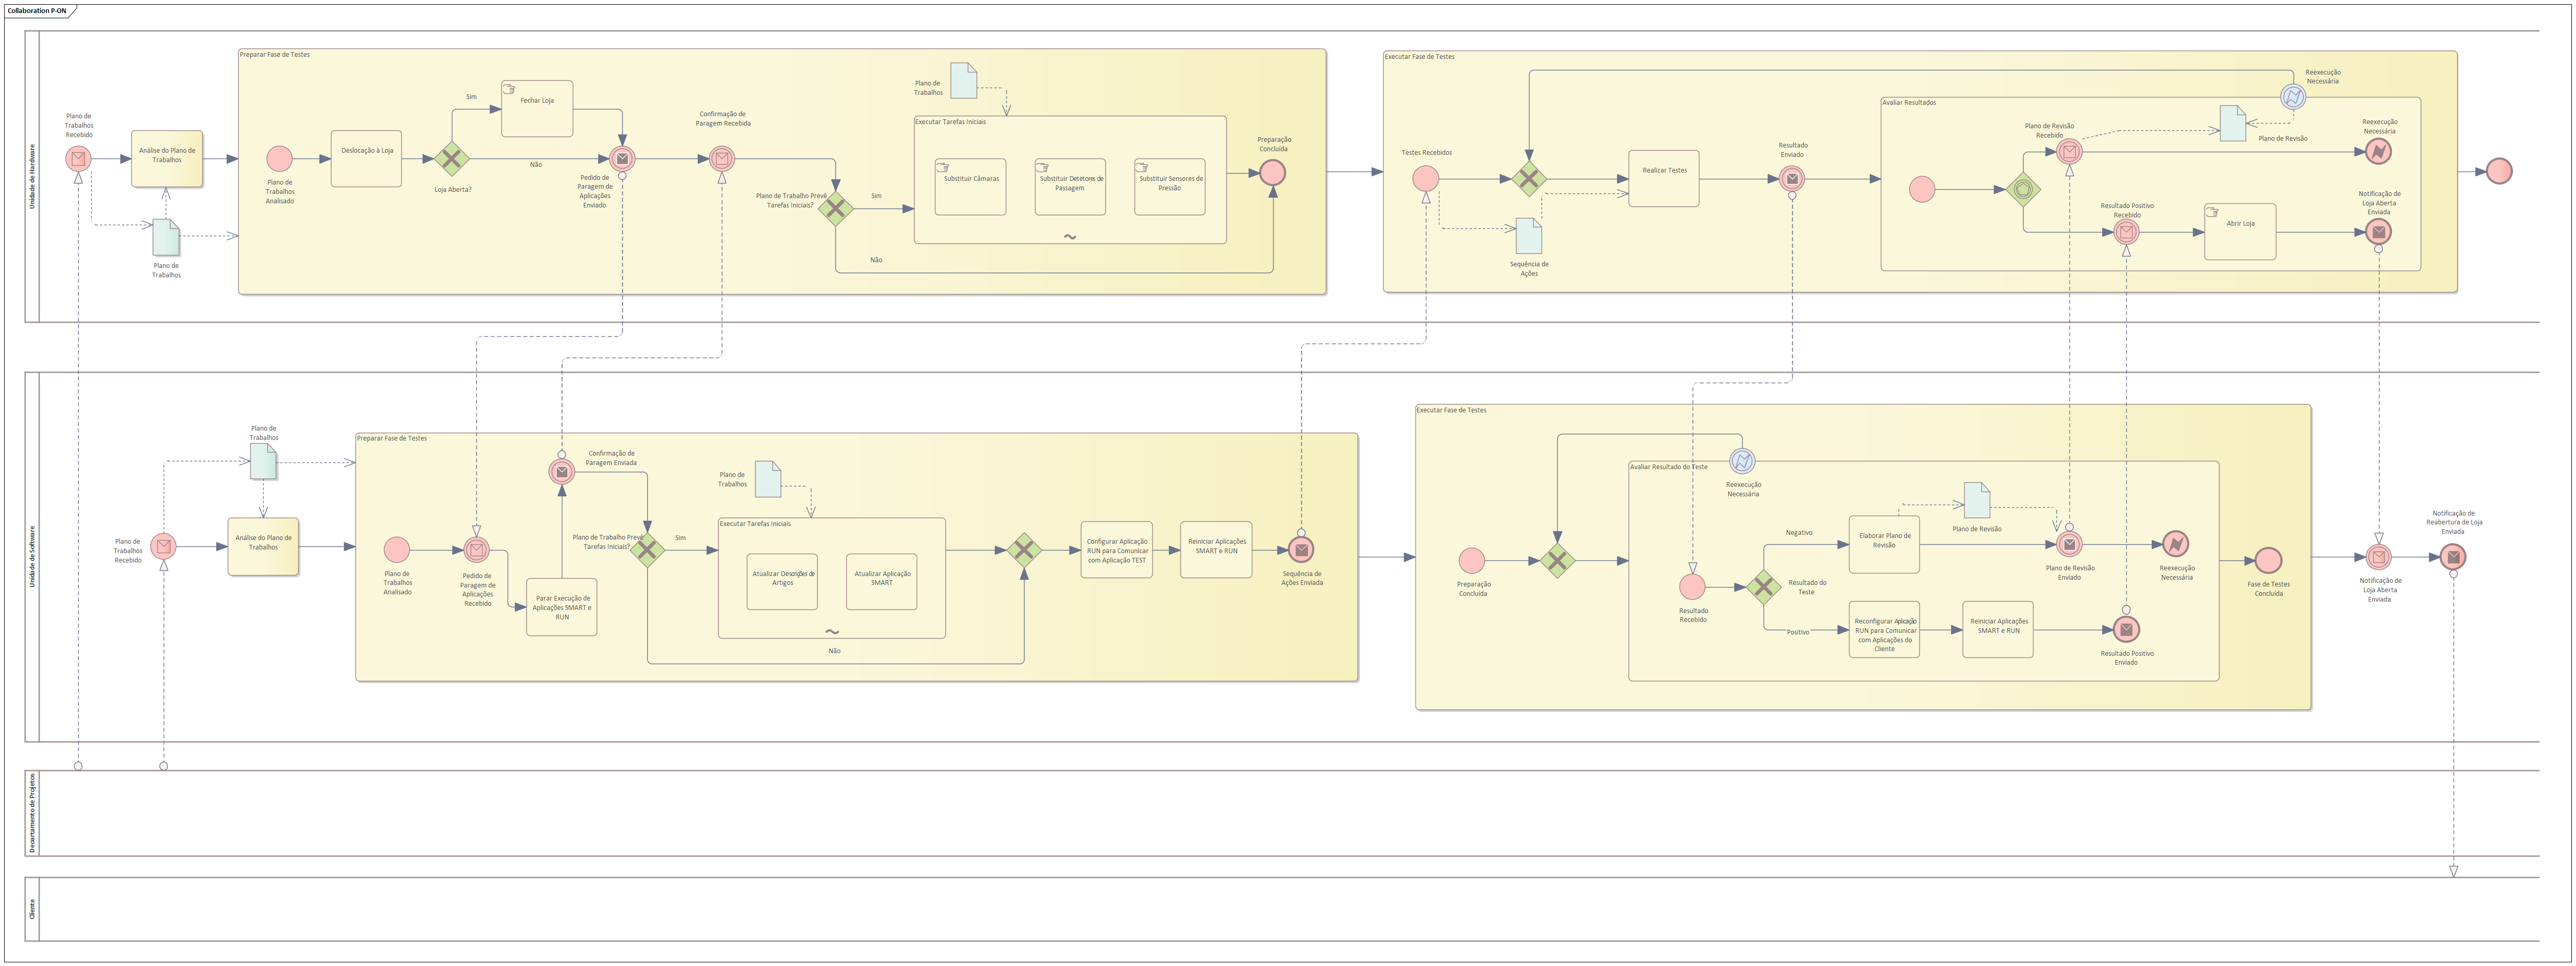 Collaboration P-ON
Unidade de Hardware
Plano de
Trabalhos
Recebido
Análise do Plano de
Trabalhos
Plano de
Trabalhos
Preparar Fase de Testes
Plano de
Trabalhos
Analisado
Deslocação à Loja
Loja Aberta?
Sim
Não
Fechar Loja
Pedido de
Paragem de
Aplicações
Enviado
Confirmação de
Paragem Recebida
Plano de Trabalho Prevê
Tarefas Iniciais?
Sim
Não
Plano de
Trabalhos
Executar Tarefas Iniciais
Substituir Câmaras
Substituir Detetores de
Passagem
Substituir Sensores de
Pressão
Preparação
Concluída
Executar Fase de Testes
Testes Recebidos
Sequência de
Ações
Realizar Testes
Resultado
Enviado
Avaliar Resultados
Plano de Revisão
Recebido
Resultado Positivo
Recebido
Plano de Revisão
Reexecução
Necessária
Reexecução
Necessária
Abrir Loja
Notificação de
Loja Aberta
Enviada
Unidade de Software
Plano de
Trabalhos
Recebido
Plano de
Trabalhos
Análise do Plano de
Trabalhos
Preparar Fase de Testes
Plano de
Trabalhos
Analisado
Pedido de
Paragem de
Aplicações
Recebido
Parar Execução de
Aplicações SMART e
RUN
Confirmação de
Paragem Enviada
Plano de Trabalho Prevê
Tarefas Iniciais?
Sim
Não
Plano de
Trabalhos
Executar Tarefas Iniciais
Atualizar Descrições de
Artigos
Atualizar Aplicação
SMART
Configurar Aplicação
RUN para Comunicar
com Aplicação TEST
Reiniciar Aplicações
SMART e RUN
Sequência de
Ações Enviada
Executar Fase de Testes
Preparação
Concluída
Avaliar Resultado do Teste
Reexecução
Necessária
Resultado
Recebido
Resultado do
Teste
Negativo
Positivo
Elaborar Plano de
Revisão
Plano de Revisão
Plano de Revisão
Enviado
Reexecução
Necessária
Reconfigurar Aplicação
RUN para Comunicar
com Aplicações do
Cliente
Reiniciar Aplicações
SMART e RUN
Resultado Positivo
Enviado
Fase de Testes
Concluída
Notificação de
Loja Aberta
Enviada
Notificação de
Reabertura de Loja
Enviada
Departamento de Projetos
Cliente